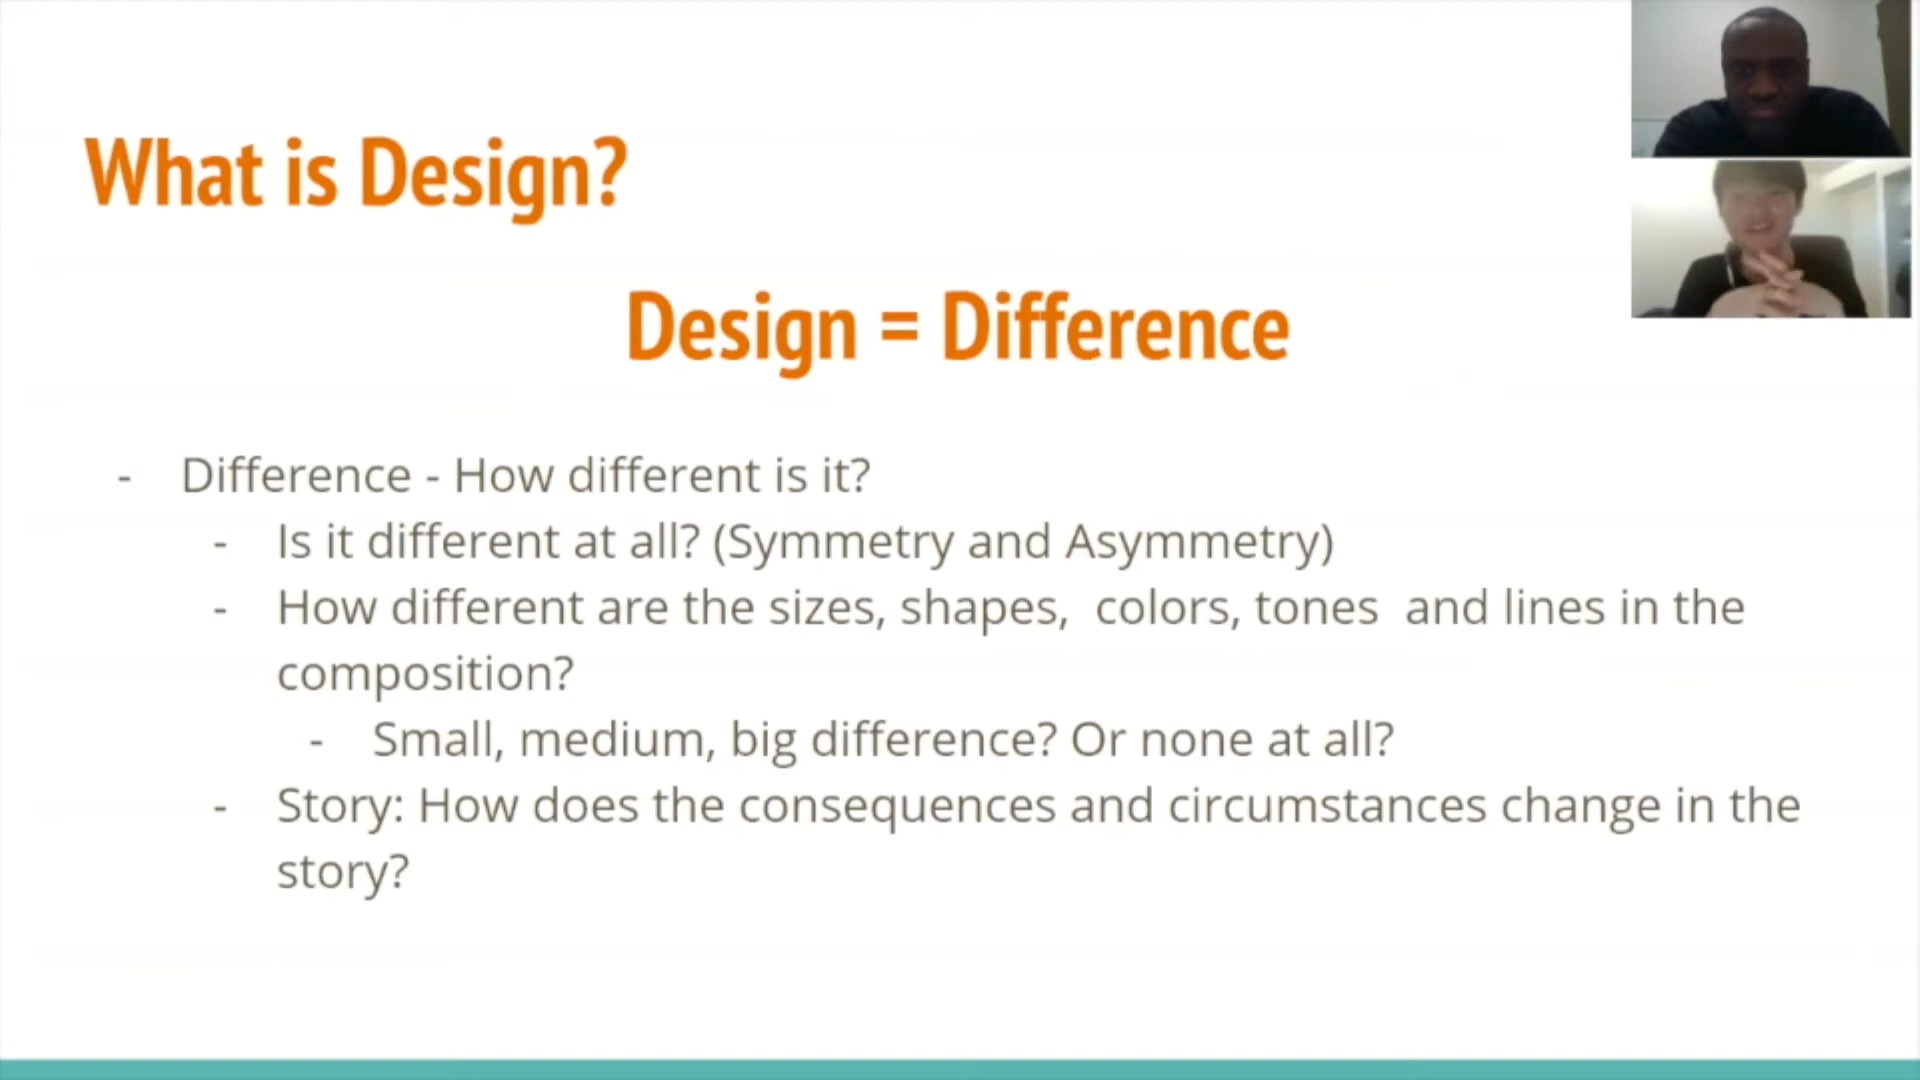 What is Design?
Design = Difference
- Difference - How different is it?
- Is it different at all? (Symmetry and Asymmetry)
- How different are the sizes, shapes, colors, tones and lines in the
composition?
- Small, medium, big difference? Or none at all?
- Story: How does the consequences and circumstances change in the
story?